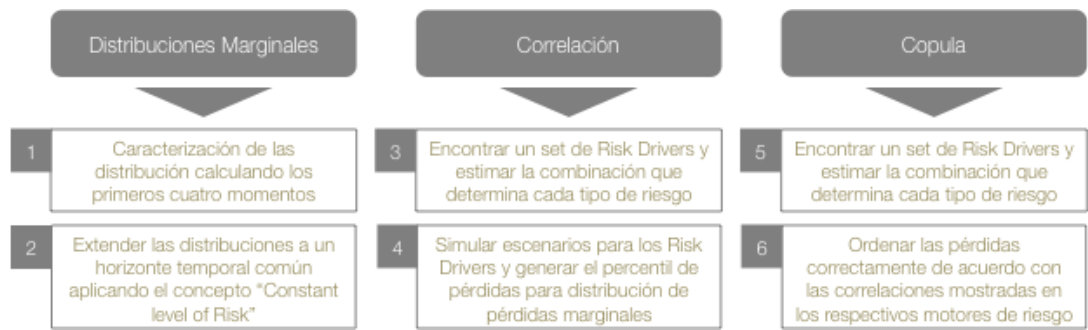 Distribuciones Marginales
Correlación
Copula
1
Caracterización de las
distribución calculando los
primeros cuatro momentos
3
Encontrar un set de Risk Drivers y
estimar la combinación que
determina cada tipo de riesgo
5
Encontrar un set de Risk Drivers y
estimar la combinación que
determina cada tipo de riesgo
2
Extender las distribuciones a un
horizonte temporal común
aplicando el concepto “Constant
level of Risk”
4
Simular escenarios para los Risk
Drivers y generar el percentil de
pérdidas para distribución de
pérdidas marginales
6
Ordenar las pérdidas
correctamente de acuerdo con
las correlaciones mostradas en
los respectivos motores de riesgo